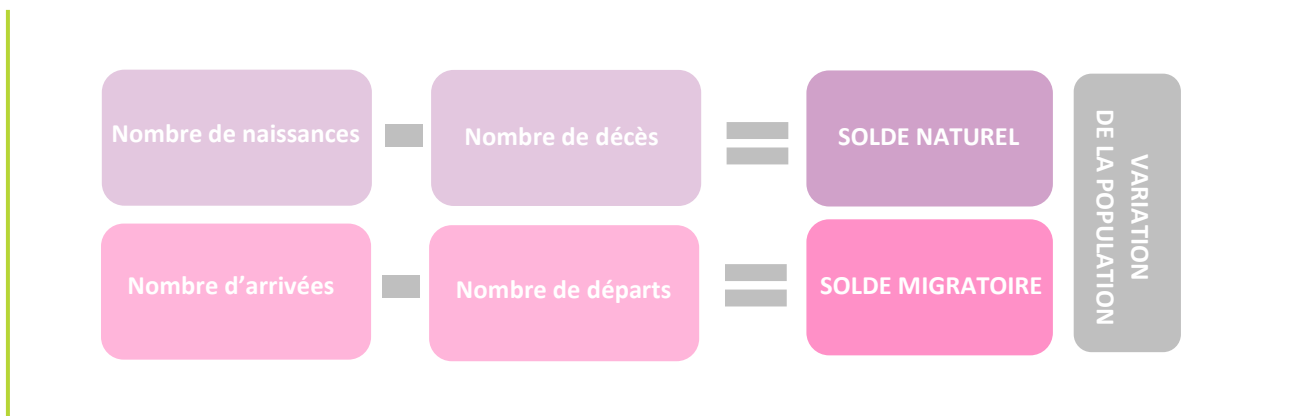 Nombre de naissances
Nombre de décès
SOLDE NATUREL
Nombre d’arrivées
Nombre de départs
SOLDE MIGRATOIRE
VARIATION
DE LA POPULATION